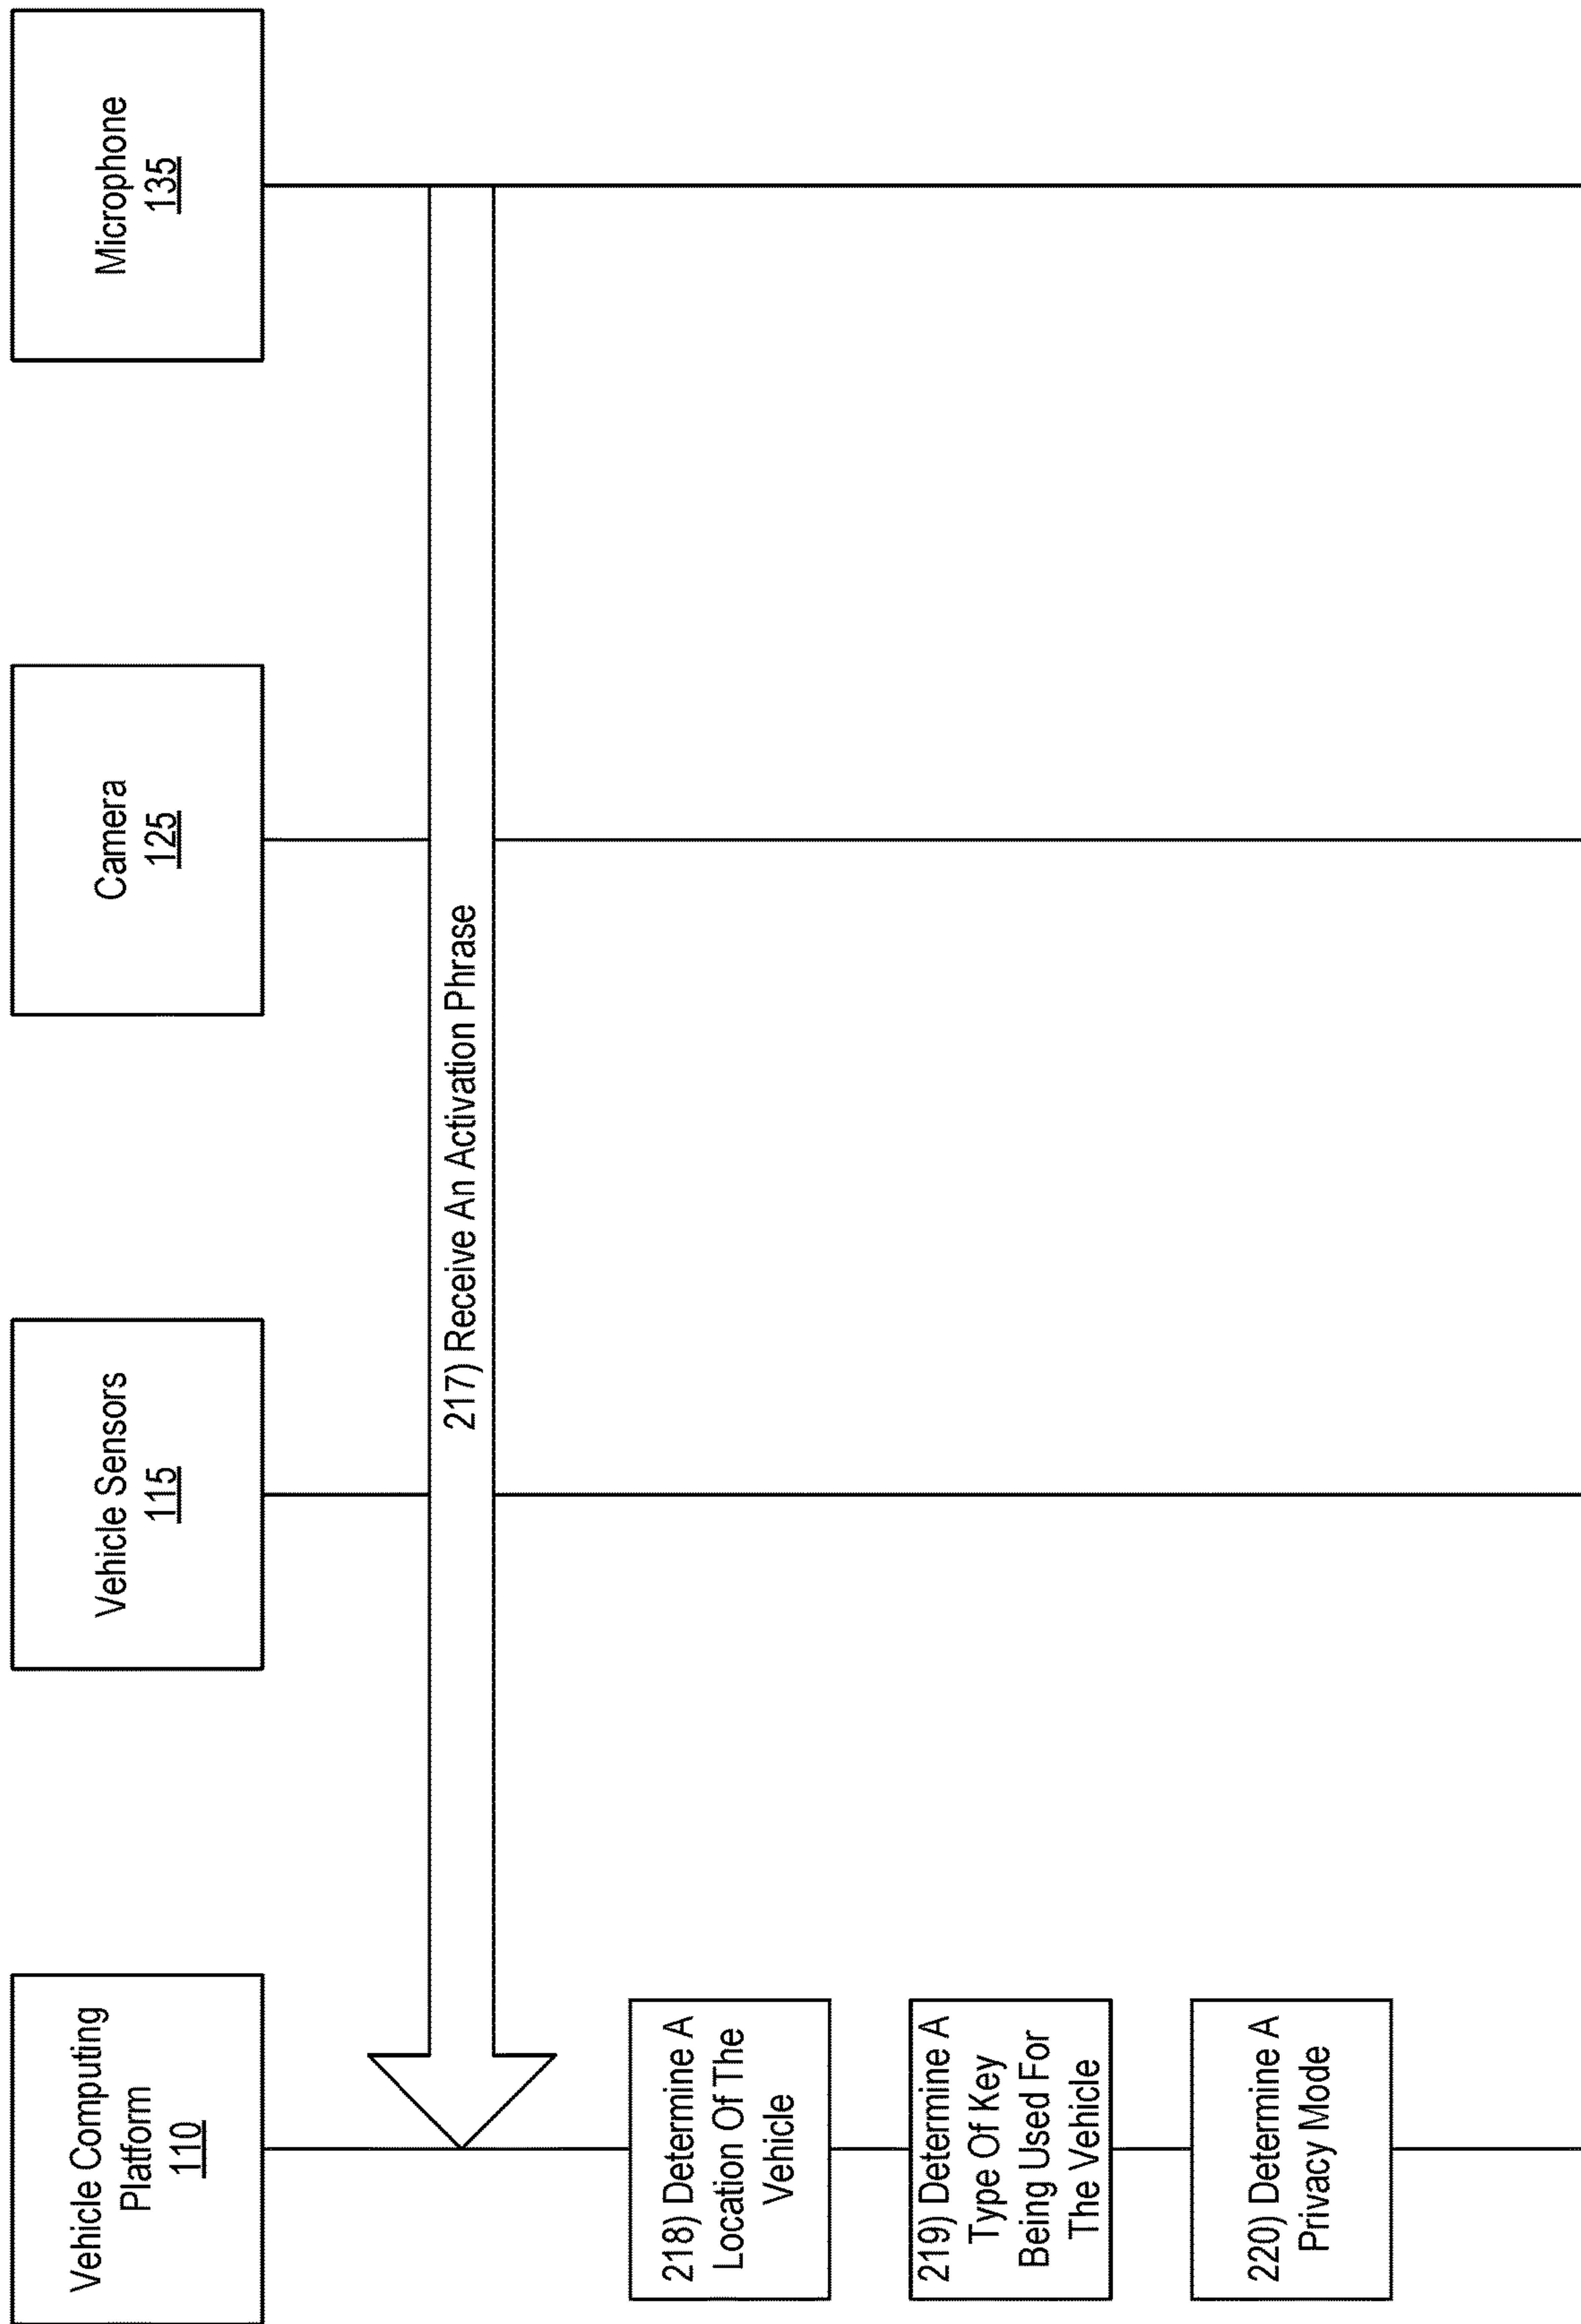 Vehicle Computing
Platform
110
Vehicle Sensors
115
Camera
125
Microphone
135
217) Receive An Activation Phrase
218) Determine A
Location Of The
Vehicle
219) Determine A
Type Of Key
Being Used For
The Vehicle
220) Determine A
Privacy Mode